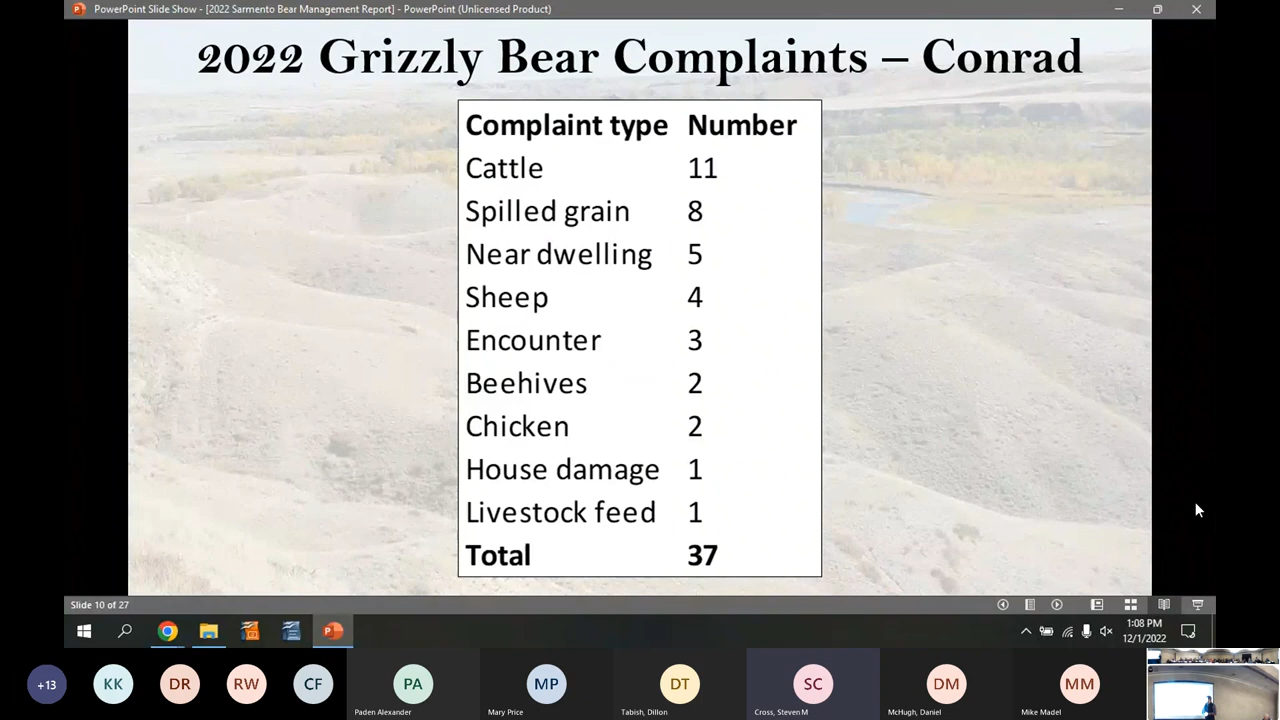 PowerPoint Slide Show - [2022 Sarmento Bear Management Report] - PowerPoint (Unlicensed Product)
2022 Grizzly Bear Complaints – Conrad
Complaint type Number
Cattle 11
Spilled grain 8
Near dwelling 5
Sheep 4
Encounter 3
Beehives 2
Chicken 2
House damage 1
Livestock feed 1
Total 37
Slide 10 of 27
1:08 PM
12/1/2022
+13 KK DR RW CF PA MP DT SC DM MM
Paden Alexander Mary Price Tabish, Dillon Cross, Steven M McHugh, Daniel Mike Madel